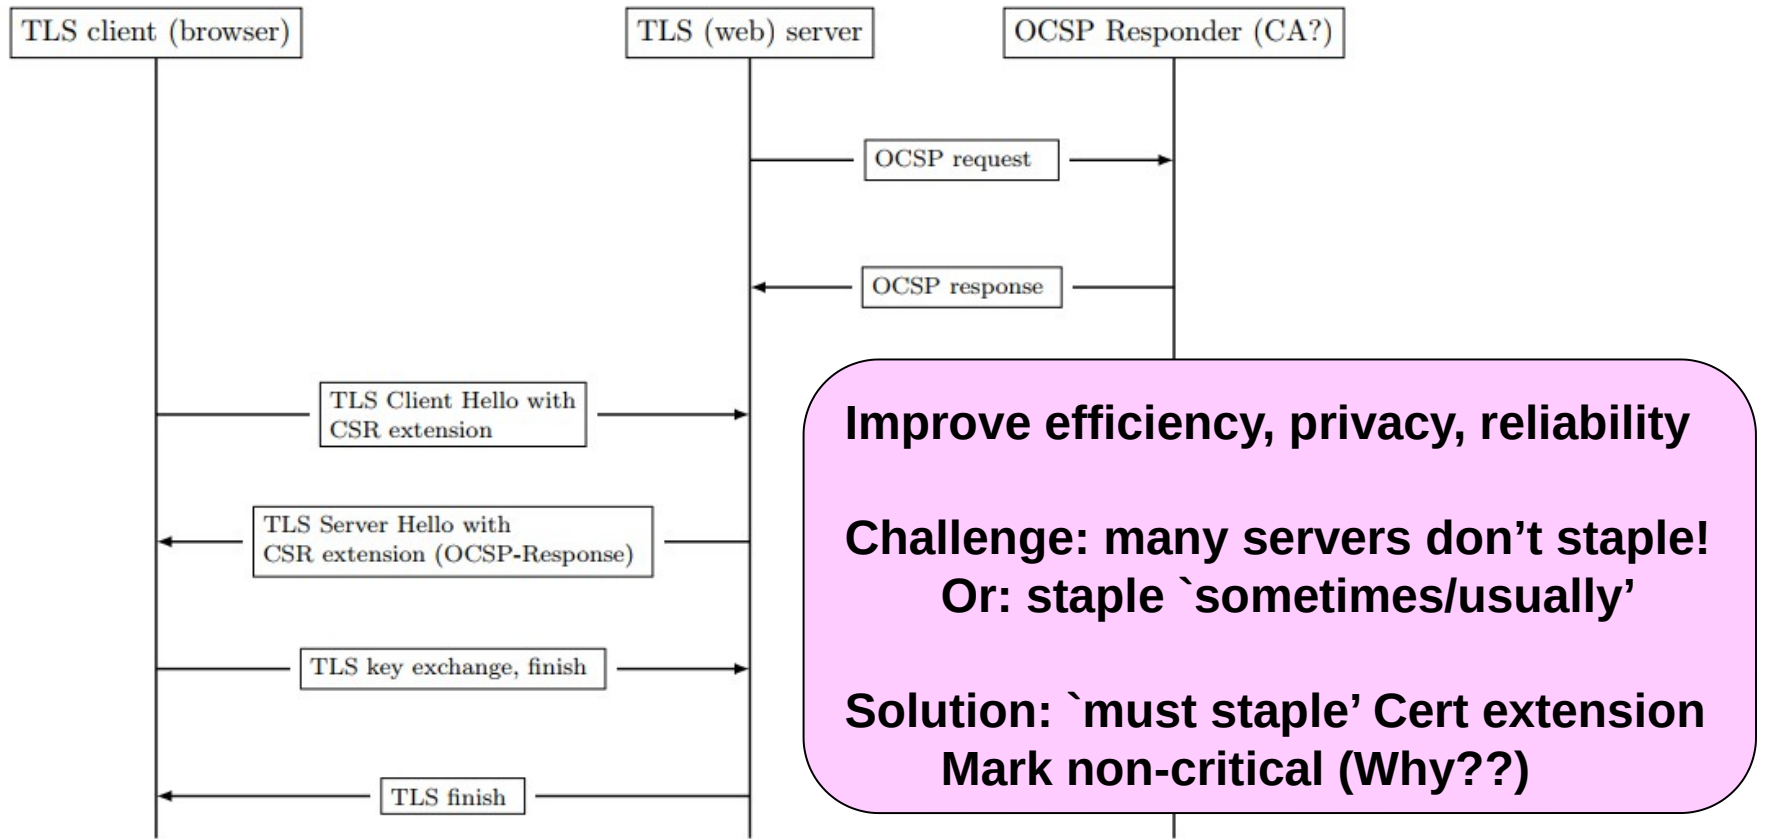 TLS client (browser)
TLS (web) server
OCSP Responder (CA?)
OCSP request
OCSP response
TLS Client Hello with
CSR extension
TLS Server Hello with
CSR extension (OCSP-Response)
TLS key exchange, finish
TLS finish
Improve efficiency, privacy, reliability
Challenge: many servers don’t staple!
Or: staple `sometimes/usually’
Solution: `must staple’ Cert extension
Mark non-critical (Why??)